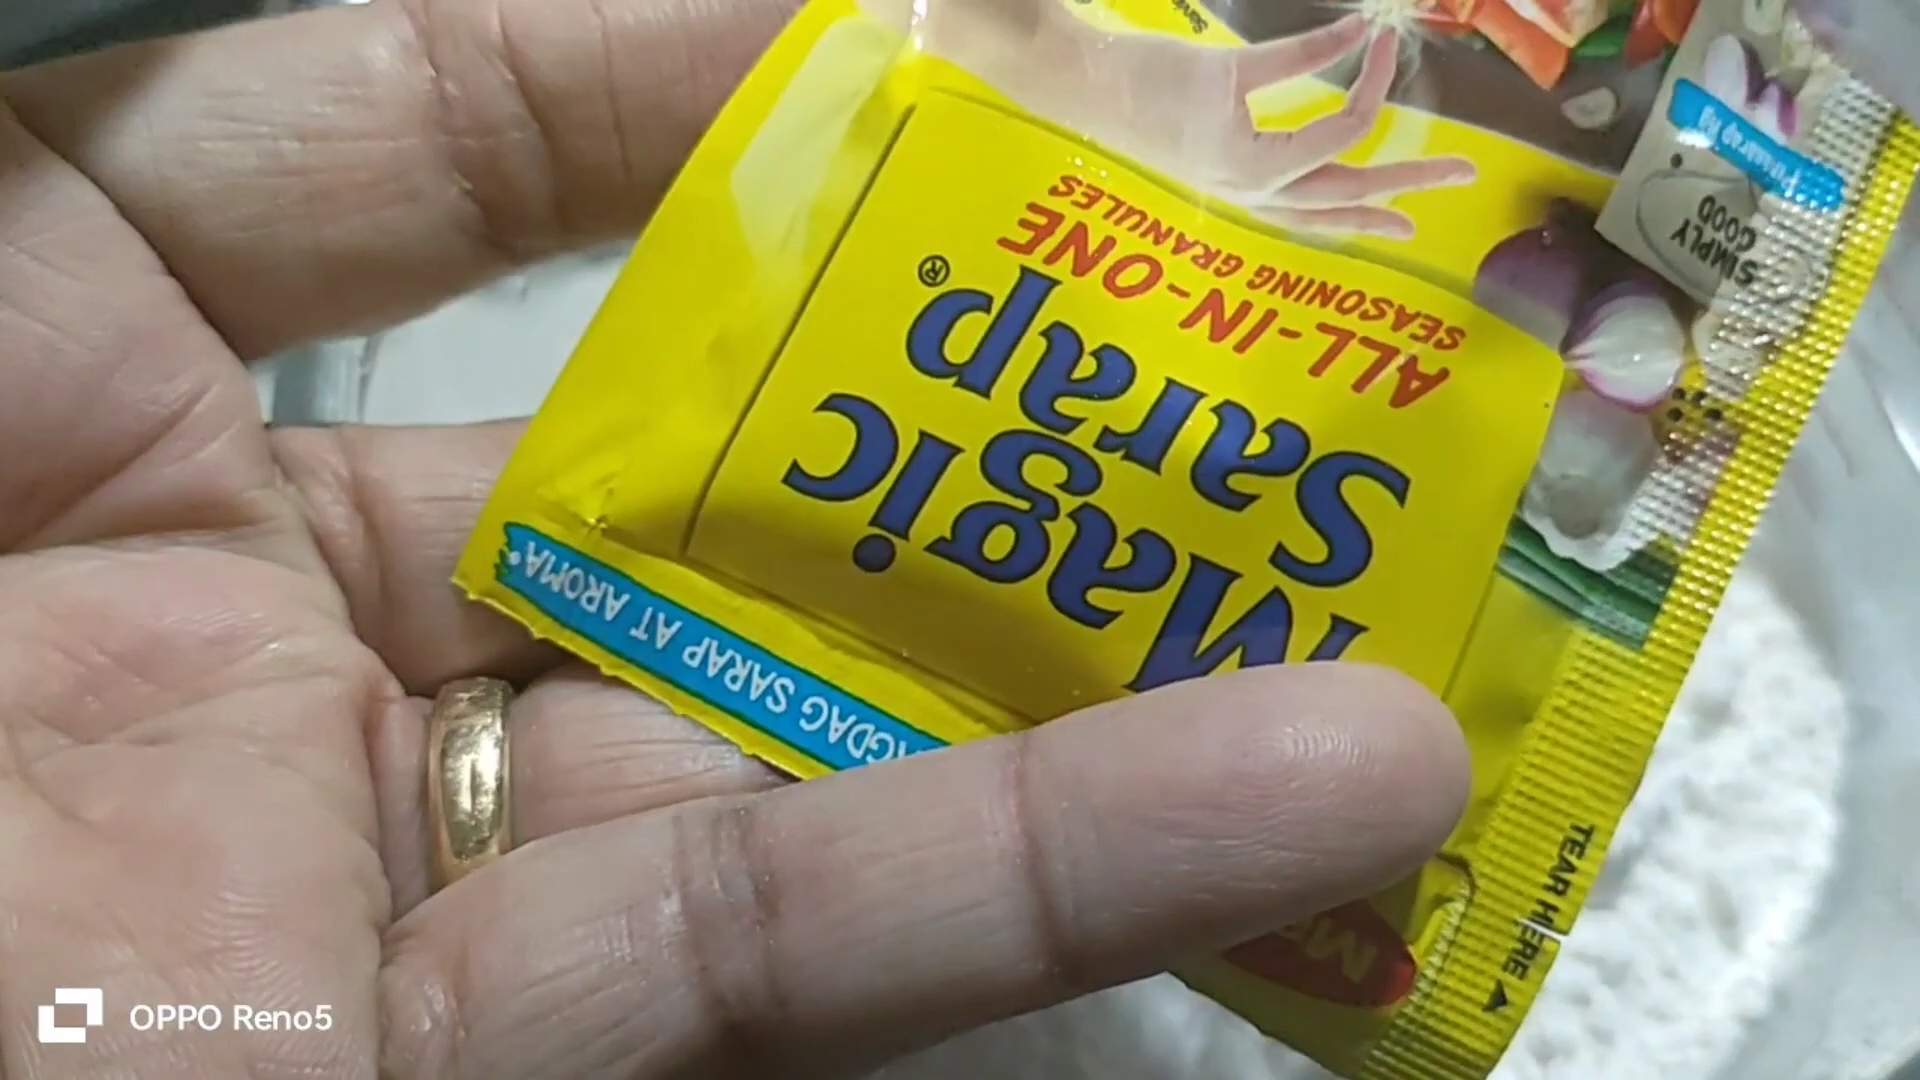 Magic
Sarap®
ALL-IN-ONE
SEASONING GRANULES
SARAP AT AROMA*
SIMPLY
GOOD
TEAR HERE
OPPO Reno5